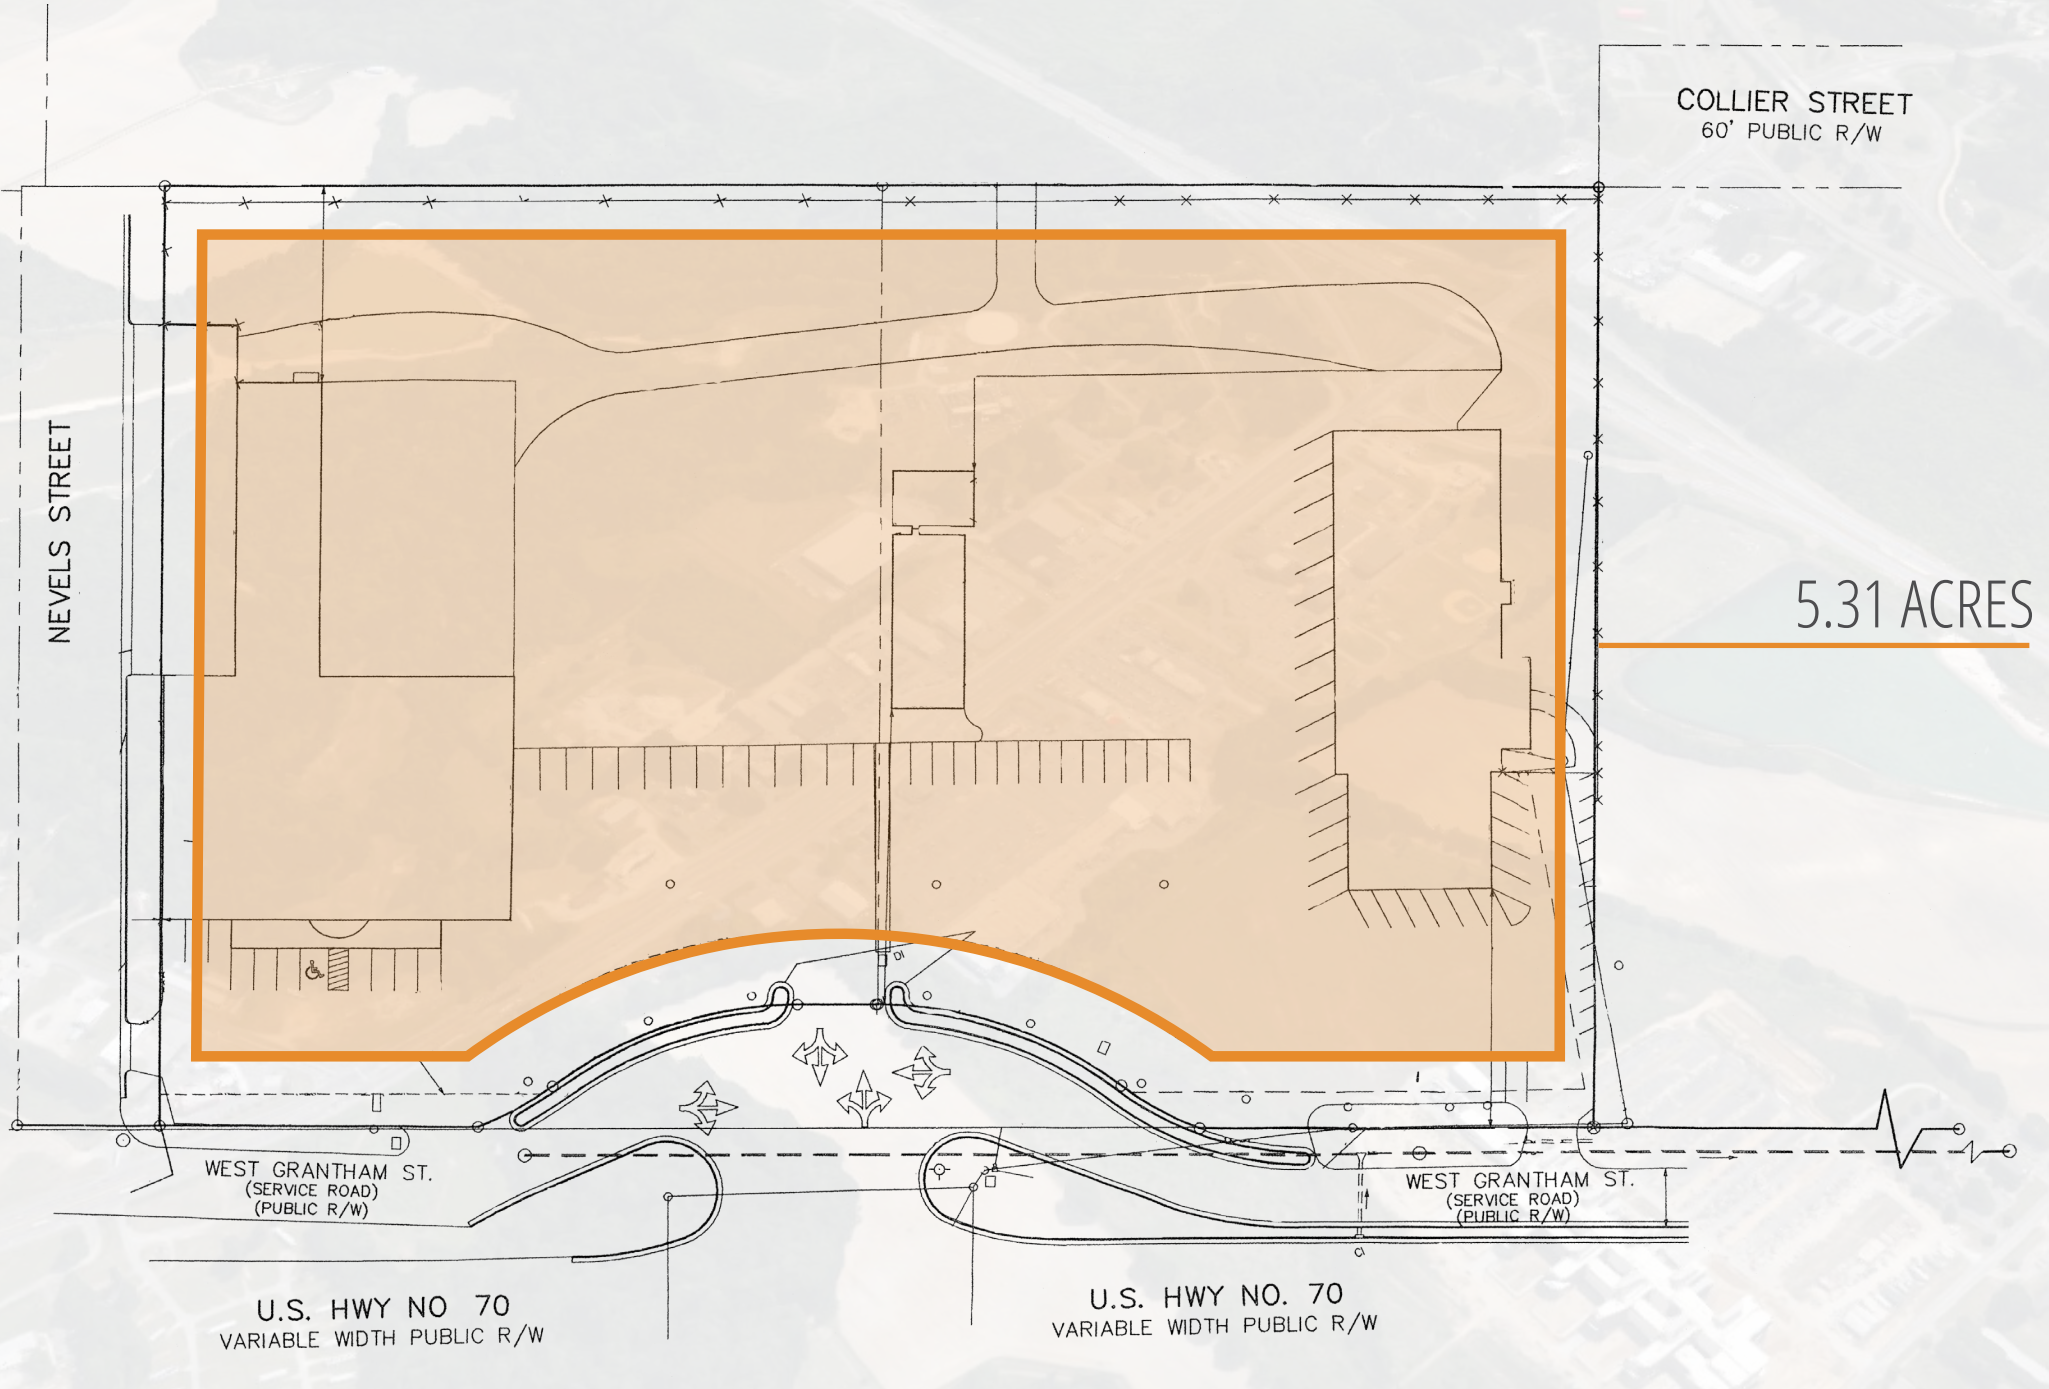 COLLIER STREET
60' PUBLIC R/W
NEVELS STREET
5.31 ACRES
DI
WEST GRANTHAM ST.
(SERVICE ROAD)
(PUBLIC R/W)
WEST GRANTHAM ST.
(SERVICE ROAD)
(PUBLIC R/W)
U.S. HWY NO 70
VARIABLE WIDTH PUBLIC R/W
U.S. HWY NO. 70
VARIABLE WIDTH PUBLIC R/W